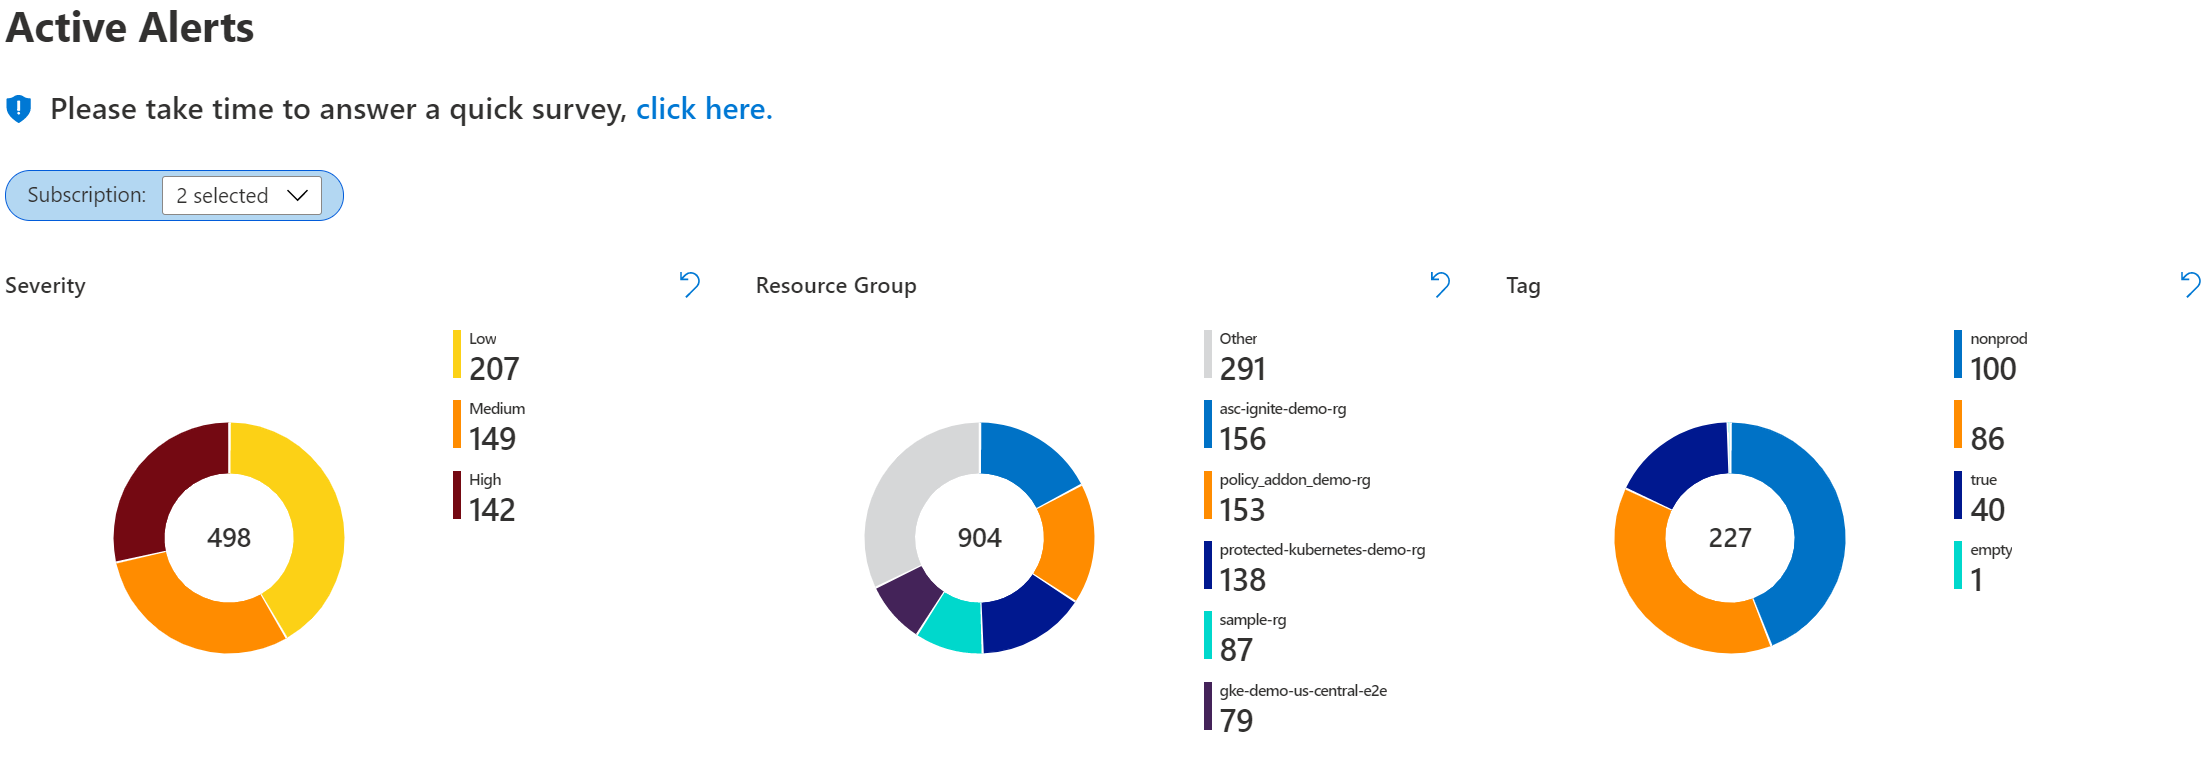 Active Alerts
Please take time to answer a quick survey, click here.
Subscription: 2 selected
Severity
498
Low
207
Medium
149
High
142
Resource Group
904
Other
291
asc-ignite-demo-rg
156
policy_addon_demo-rg
153
protected-kubernetes-demo-rg
138
sample-rg
87
gke-demo-us-central-e2e
79
Tag
227
nonprod
100
86
true
40
empty
1